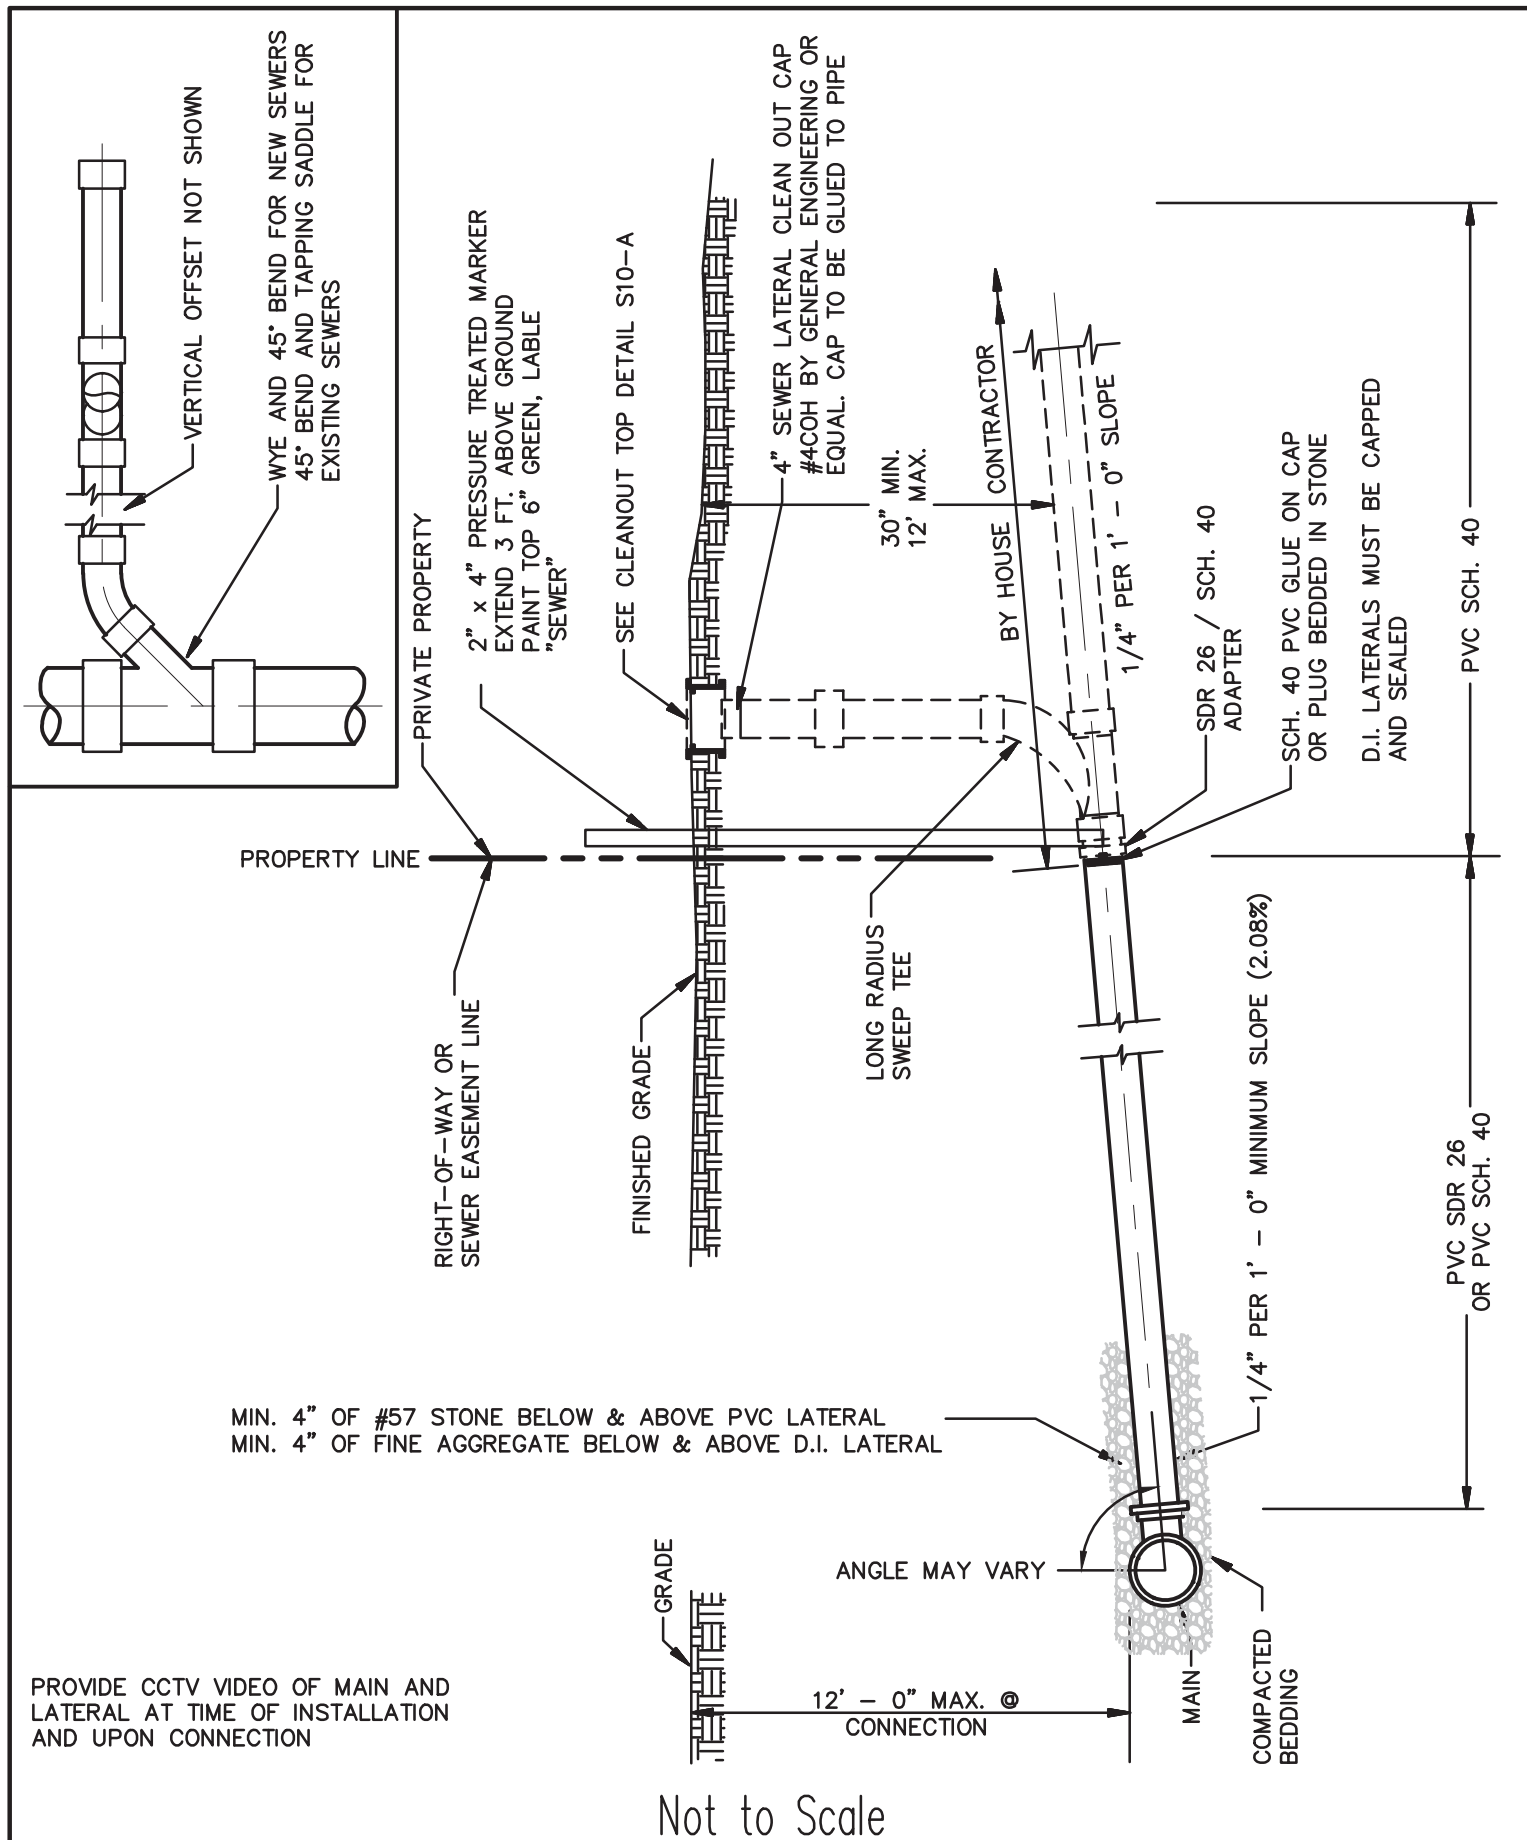 VERTICAL OFFSET NOT SHOWN
WYE AND 45° BEND FOR NEW SEWERS
45° BEND AND TAPPING SADDLE FOR
EXISTING SEWERS
PRIVATE PROPERTY
2" x 4" PRESSURE TREATED MARKER
EXTEND 3 FT. ABOVE GROUND
PAINT TOP 6" GREEN, LABLE
"SEWER"
SEE CLEANOUT TOP DETAIL S10-A
4" SEWER LATERAL CLEAN OUT CAP
#4COH BY GENERAL ENGINEERING OR
EQUAL. CAP TO BE GLUED TO PIPE
30" MIN.
12' MAX.
BY HOUSE CONTRACTOR
1/4" PER 1' - 0" SLOPE
SDR 26 / SCH. 40
ADAPTER
SCH. 40 PVC GLUE ON CAP
OR PLUG BEDDED IN STONE
D.I. LATERALS MUST BE CAPPED
AND SEALED
PVC SCH. 40
PROPERTY LINE
RIGHT-OF-WAY OR
SEWER EASEMENT LINE
FINISHED GRADE
LONG RADIUS
SWEEP TEE
1/4" PER 1' - 0" MINIMUM SLOPE (2.08%)
PVC SDR 26
OR PVC SCH. 40
MIN. 4" OF #57 STONE BELOW & ABOVE PVC LATERAL
MIN. 4" OF FINE AGGREGATE BELOW & ABOVE D.I. LATERAL
GRADE
ANGLE MAY VARY
12' - 0" MAX. @
CONNECTION
MAIN
COMPACTED
BEDDING
PROVIDE CCTV VIDEO OF MAIN AND
LATERAL AT TIME OF INSTALLATION
AND UPON CONNECTION
Not to Scale